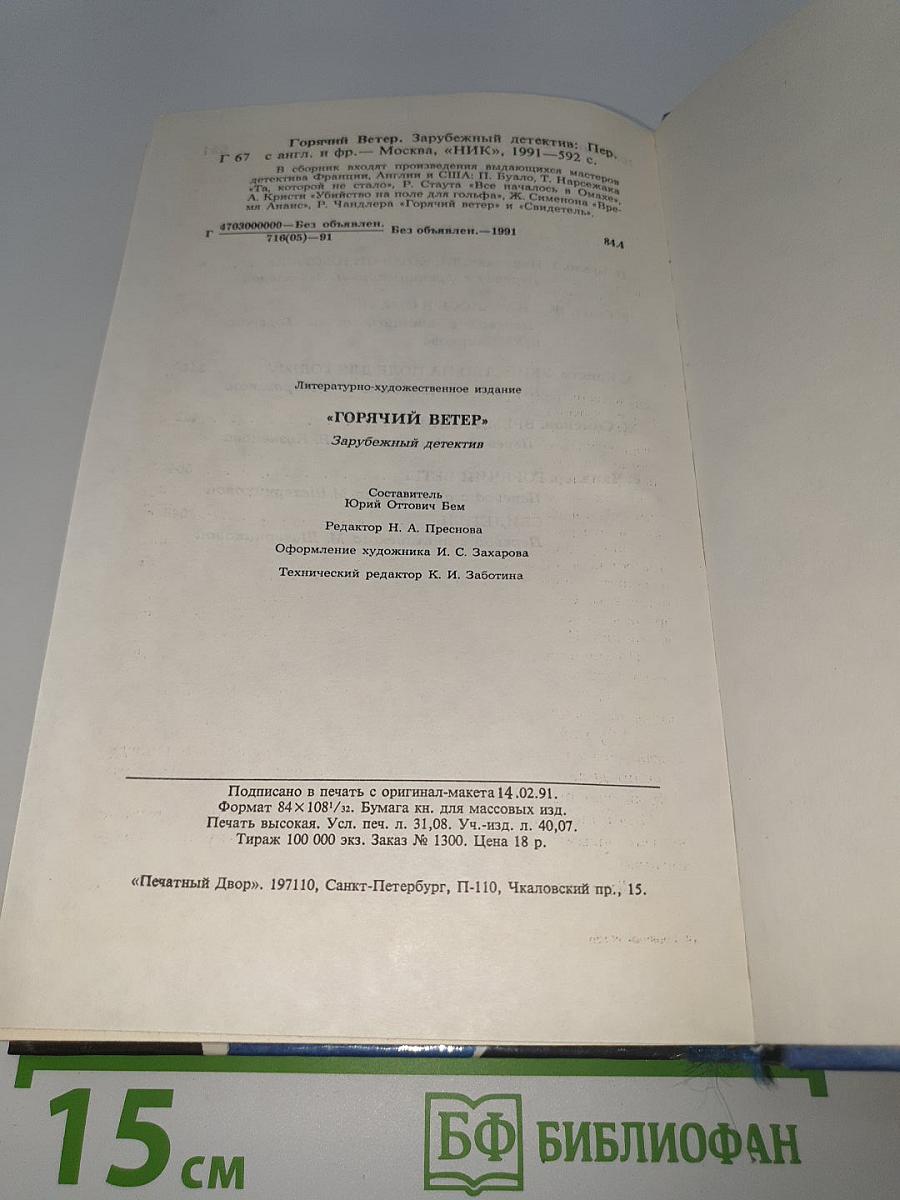 Горячий Ветер. Зарубежный детектив: Пер.
Г 67 с англ. и фр.— Москва, «НИК», 1991—592 с.
В сборник входят произведения выдающихся мастеров
детектива Франции, Англии и США: П. Буало, Т. Нарсежака
«Та, которой не стало», Р. Стаута «Все началось в Омахе»,
А. Кристи «Убийство на поле для гольфа», Ж. Сименона «Вре-
мя Анаис», Р. Чандлера «Горячий ветер» и «Свидетель».
Г 4703000000—Без объявлен.
716(05)—91
Без объявлен.—1991
84.4
Литературно-художественное издание
«ГОРЯЧИЙ ВЕТЕР»
Зарубежный детектив
Составитель
Юрий Оттович Бем
Редактор Н. А. Преснова
Оформление художника И. С. Захарова
Технический редактор К. И. Заботина
Подписано в печать с оригинал-макета 14.02.91.
Формат 84×108¹/₃₂. Бумага кн. для массовых изд.
Печать высокая. Усл. печ. л. 31,08. Уч.-изд. л. 40,07.
Тираж 100 000 экз. Заказ № 1300. Цена 18 р.
«Печатный Двор». 197110, Санкт-Петербург, П-110, Чкаловский пр., 15.
15 см
БФ БИБЛИОФАН